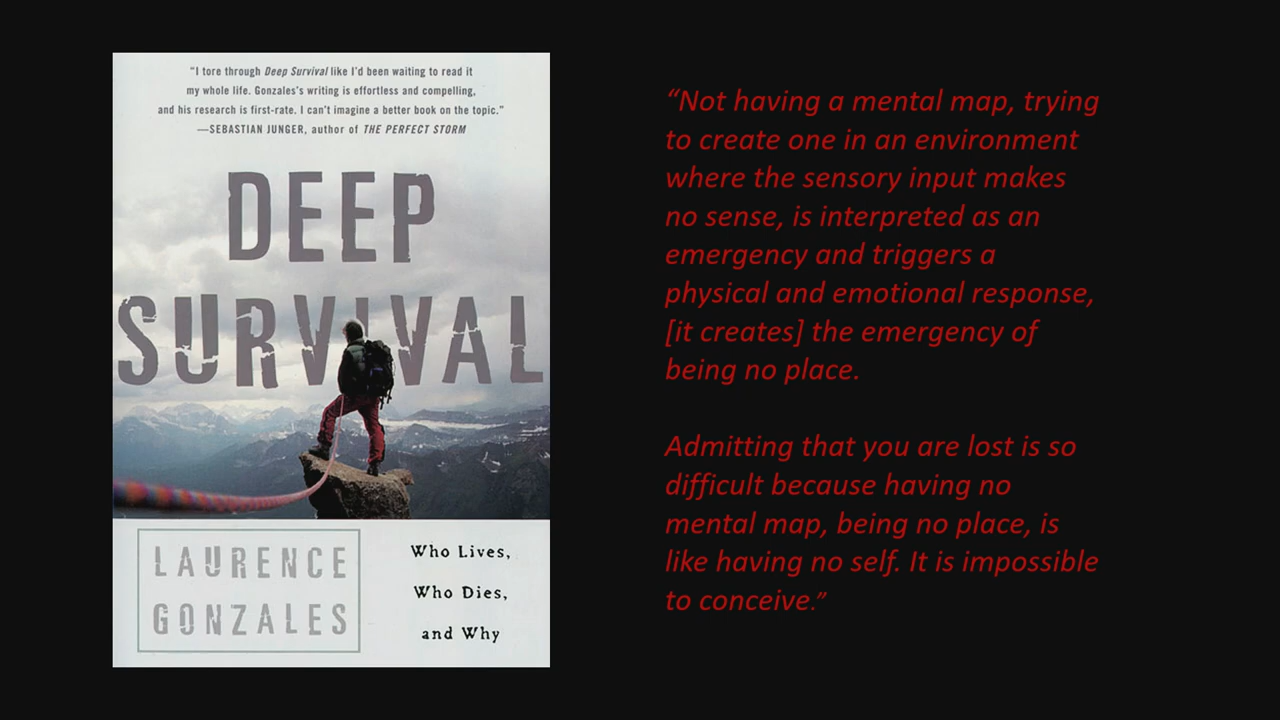 “I tore through Deep Survival like I’d been waiting to read it
my whole life. Gonzales’s writing is effortless and compelling,
and his research is first-rate. I can’t imagine a better book on the topic.”
—SEBASTIAN JUNGER, author of THE PERFECT STORM
DEEP
SURVIVAL
LAURENCE
GONZALES
Who Lives,
Who Dies,
and Why
“Not having a mental map, trying
to create one in an environment
where the sensory input makes
no sense, is interpreted as an
emergency and triggers a
physical and emotional response,
[it creates] the emergency of
being no place.
Admitting that you are lost is so
difficult because having no
mental map, being no place, is
like having no self. It is impossible
to conceive.”